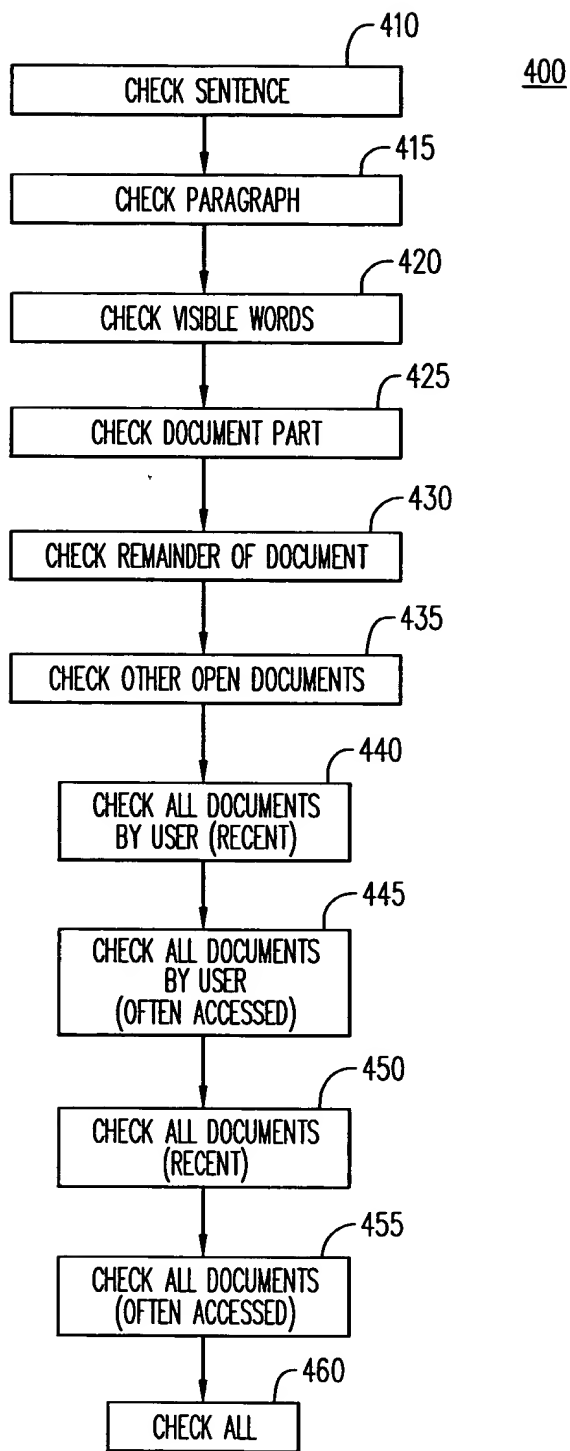 410
400
CHECK SENTENCE
415
CHECK PARAGRAPH
420
CHECK VISIBLE WORDS
425
CHECK DOCUMENT PART
430
CHECK REMAINDER OF DOCUMENT
435
CHECK OTHER OPEN DOCUMENTS
440
CHECK ALL DOCUMENTS
BY USER (RECENT)
445
CHECK ALL DOCUMENTS
BY USER
(OFTEN ACCESSED)
450
CHECK ALL DOCUMENTS
(RECENT)
455
CHECK ALL DOCUMENTS
(OFTEN ACCESSED)
460
CHECK ALL